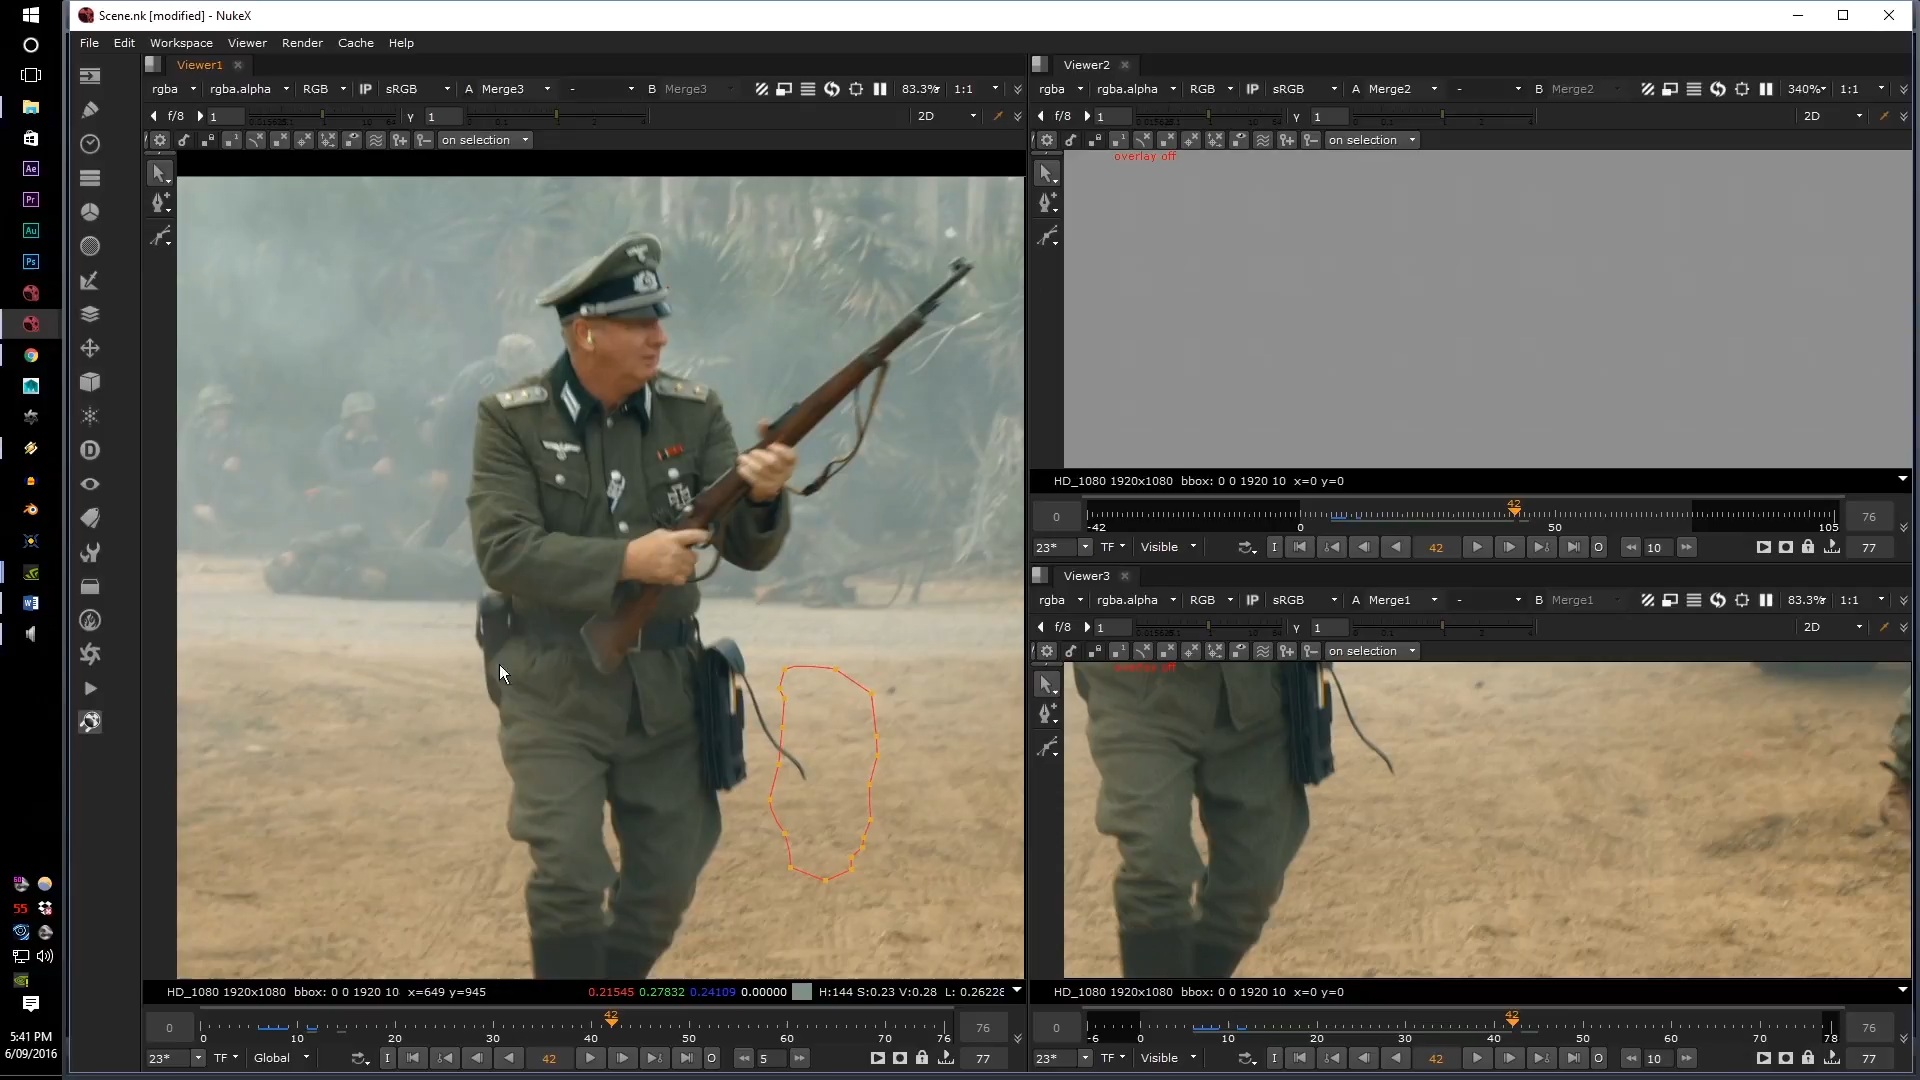 Scene.nk [modified] - NukeX
File Edit Workspace Viewer Render Cache Help
Viewer1
rgba rgba.alpha RGB IP sRGB A Merge3 - B Merge3 83.3% 1:1
f/8 1 γ 1 2D
on selection
HD_1080 1920x1080 bbox: 0 0 1920 10 x=649 y=945 0.21545 0.27832 0.24109 0.00000 H:144 S:0.23 V:0.28 L: 0.26228
0 42 76
0 10 20 30 40 50 60 70 76
23* TF Global I 42 O 5 77
Viewer2
rgba rgba.alpha RGB IP sRGB A Merge2 - B Merge2 340% 1:1
f/8 1 γ 1 2D
on selection
overlay off
HD_1080 1920x1080 bbox: 0 0 1920 10 x=0 y=0
0 42 76
-42 0 50 105
23* TF Visible I 42 O 10 77
Viewer3
rgba rgba.alpha RGB IP sRGB A Merge1 - B Merge1 83.3% 1:1
f/8 1 γ 1 2D
on selection
HD_1080 1920x1080 bbox: 0 0 1920 10 x=0 y=0
0 42 76
-6 0 10 20 30 40 50 60 70 78
23* TF Visible I 42 O 10 77
Ae
Pr
Au
Ps
55
5:41 PM
6/09/2016